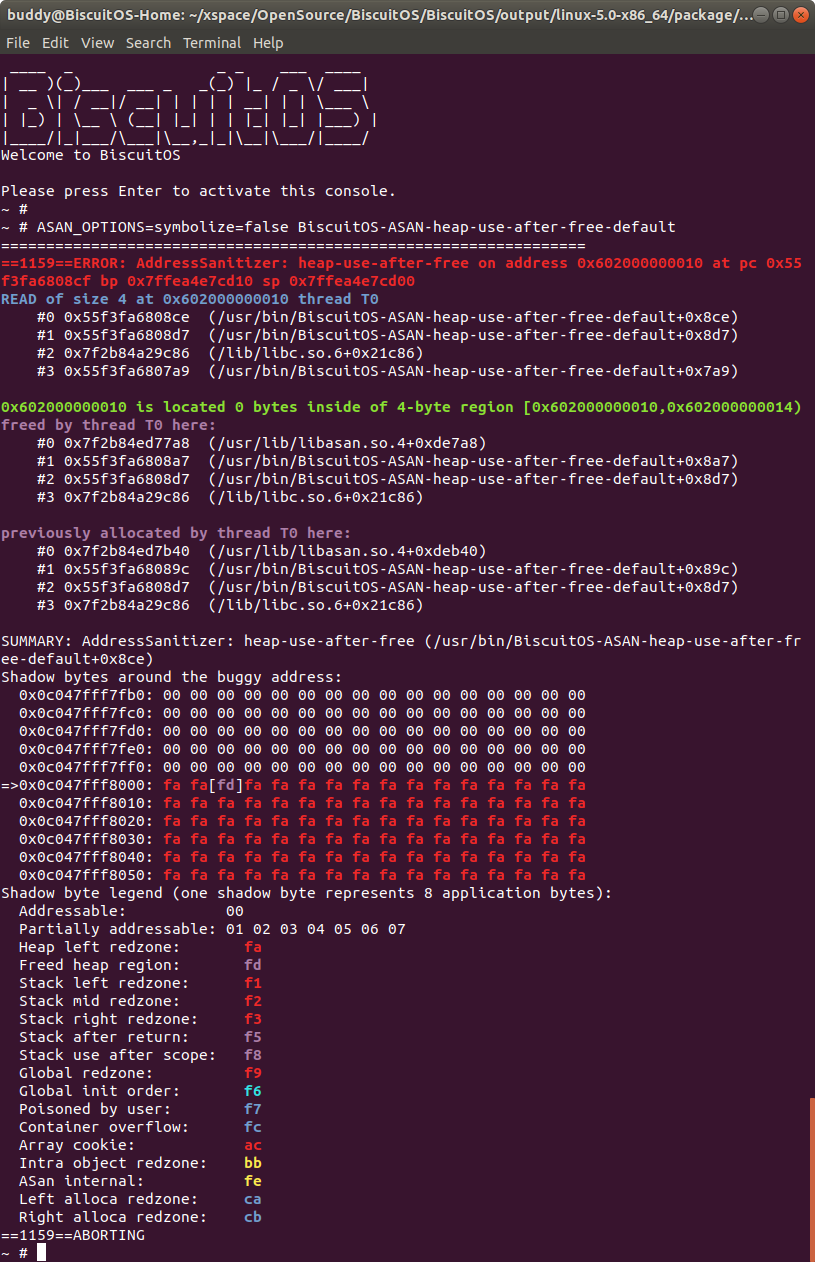 buddy@BiscuitOS-Home: ~/xspace/OpenSource/BiscuitOS/BiscuitOS/output/linux-5.0-x86_64/package/...
File Edit View Search Terminal Help
 ____  _                _ _    ___  ____
| __ )(_)___  ___ _   _(_) |_ / _ \/ ___|
|  _ \| / __|/ __| | | | | __| | | \___ \
| |_) | \__ \ (__| |_| | | |_| |_| |___) |
|____/|_|___/\___|\__,_|_|\__|\___/|____/
Welcome to BiscuitOS
Please press Enter to activate this console.
~ #
~ # ASAN_OPTIONS=symbolize=false BiscuitOS-ASAN-heap-use-after-free-default
=================================================================
==1159==ERROR: AddressSanitizer: heap-use-after-free on address 0x602000000010 at pc 0x55
f3fa6808cf bp 0x7ffea4e7cd10 sp 0x7ffea4e7cd00
READ of size 4 at 0x602000000010 thread T0
    #0 0x55f3fa6808ce  (/usr/bin/BiscuitOS-ASAN-heap-use-after-free-default+0x8ce)
    #1 0x55f3fa6808d7  (/usr/bin/BiscuitOS-ASAN-heap-use-after-free-default+0x8d7)
    #2 0x7f2b84a29c86  (/lib/libc.so.6+0x21c86)
    #3 0x55f3fa6807a9  (/usr/bin/BiscuitOS-ASAN-heap-use-after-free-default+0x7a9)
0x602000000010 is located 0 bytes inside of 4-byte region [0x602000000010,0x602000000014)
freed by thread T0 here:
    #0 0x7f2b84ed77a8  (/usr/lib/libasan.so.4+0xde7a8)
    #1 0x55f3fa6808a7  (/usr/bin/BiscuitOS-ASAN-heap-use-after-free-default+0x8a7)
    #2 0x55f3fa6808d7  (/usr/bin/BiscuitOS-ASAN-heap-use-after-free-default+0x8d7)
    #3 0x7f2b84a29c86  (/lib/libc.so.6+0x21c86)
previously allocated by thread T0 here:
    #0 0x7f2b84ed7b40  (/usr/lib/libasan.so.4+0xdeb40)
    #1 0x55f3fa68089c  (/usr/bin/BiscuitOS-ASAN-heap-use-after-free-default+0x89c)
    #2 0x55f3fa6808d7  (/usr/bin/BiscuitOS-ASAN-heap-use-after-free-default+0x8d7)
    #3 0x7f2b84a29c86  (/lib/libc.so.6+0x21c86)
SUMMARY: AddressSanitizer: heap-use-after-free (/usr/bin/BiscuitOS-ASAN-heap-use-after-fr
ee-default+0x8ce)
Shadow bytes around the buggy address:
  0x0c047fff7fb0: 00 00 00 00 00 00 00 00 00 00 00 00 00 00 00 00
  0x0c047fff7fc0: 00 00 00 00 00 00 00 00 00 00 00 00 00 00 00 00
  0x0c047fff7fd0: 00 00 00 00 00 00 00 00 00 00 00 00 00 00 00 00
  0x0c047fff7fe0: 00 00 00 00 00 00 00 00 00 00 00 00 00 00 00 00
  0x0c047fff7ff0: 00 00 00 00 00 00 00 00 00 00 00 00 00 00 00 00
=>0x0c047fff8000: fa fa[fd]fa fa fa fa fa fa fa fa fa fa fa fa fa
  0x0c047fff8010: fa fa fa fa fa fa fa fa fa fa fa fa fa fa fa fa
  0x0c047fff8020: fa fa fa fa fa fa fa fa fa fa fa fa fa fa fa fa
  0x0c047fff8030: fa fa fa fa fa fa fa fa fa fa fa fa fa fa fa fa
  0x0c047fff8040: fa fa fa fa fa fa fa fa fa fa fa fa fa fa fa fa
  0x0c047fff8050: fa fa fa fa fa fa fa fa fa fa fa fa fa fa fa fa
Shadow byte legend (one shadow byte represents 8 application bytes):
  Addressable:           00
  Partially addressable: 01 02 03 04 05 06 07
  Heap left redzone:       fa
  Freed heap region:       fd
  Stack left redzone:      f1
  Stack mid redzone:       f2
  Stack right redzone:     f3
  Stack after return:      f5
  Stack use after scope:   f8
  Global redzone:          f9
  Global init order:       f6
  Poisoned by user:        f7
  Container overflow:      fc
  Array cookie:            ac
  Intra object redzone:    bb
  ASan internal:           fe
  Left alloca redzone:     ca
  Right alloca redzone:    cb
==1159==ABORTING
~ #